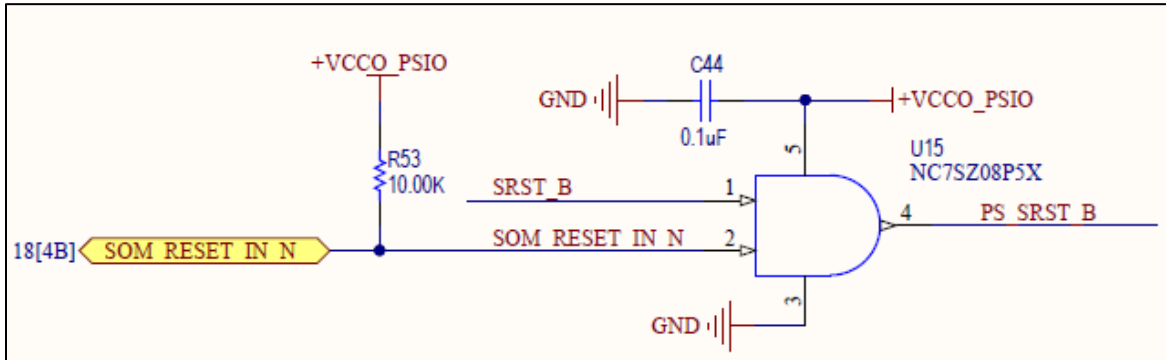 +VCCO_PSIO
C44
GND
+VCCO_PSIO
0.1uF
5
U15
NC7SZ08P5X
R53
10.00K
SRST_B
1
4
PS_SRST_B
18[4B]
SOM_RESET_IN_N
SOM_RESET_IN_N
2
3
GND